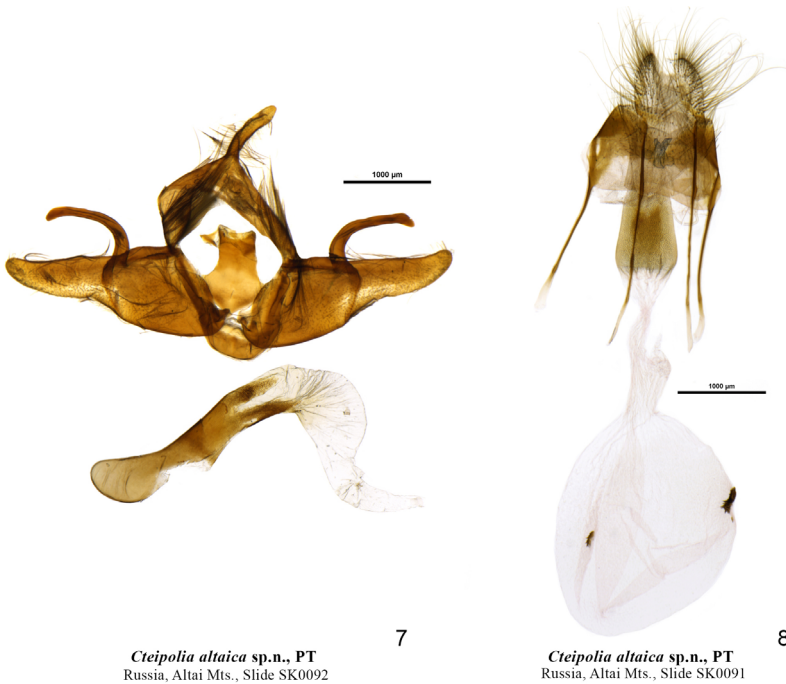 1000 µm
1000 µm
7
8
Cteipolia altaica sp.n., PT
Russia, Altai Mts., Slide SK0092
Cteipolia altaica sp.n., PT
Russia, Altai Mts., Slide SK0091